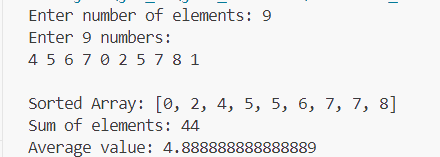 Enter number of elements: 9
Enter 9 numbers:
4 5 6 7 0 2 5 7 8 1
Sorted Array: [0, 2, 4, 5, 5, 6, 7, 7, 8]
Sum of elements: 44
Average value: 4.888888888888889